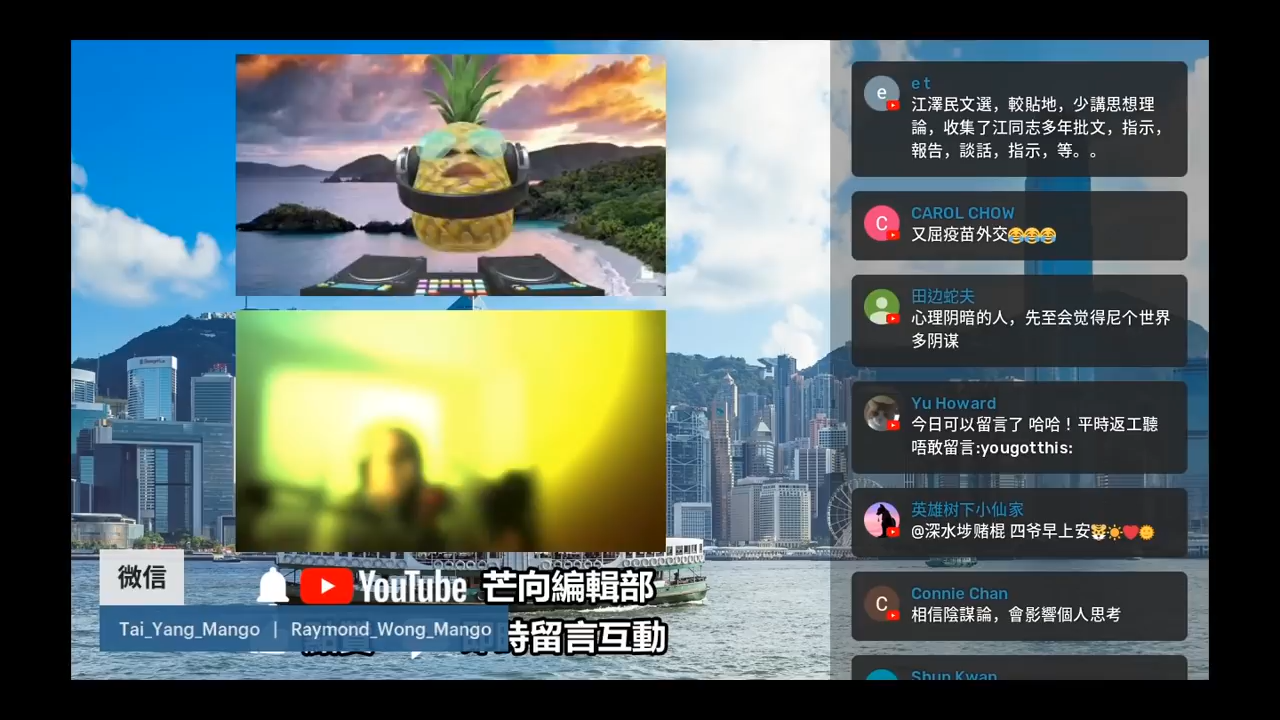 e t
江澤民文選，較貼地，少講思想理
論，收集了江同志多年批文，指示，
報告，談話，指示，等。。
CAROL CHOW
又屈疫苗外交😂😂😂
田边蛇夫
心理阴暗的人，先至会觉得尼个世界
多阴谋
Yu Howard
今日可以留言了 哈哈！平時返工聽
唔敢留言:yougotthis:
英雄树下小仙家
@深水埗赌棍 四爷早上安🐯☀️❤️🌞
Connie Chan
相信陰謀論，會影響個人思考
Shun Kwan
微信
YouTube 芒向編輯部
Tai_Yang_Mango | Raymond_Wong_Mango
時留言互動